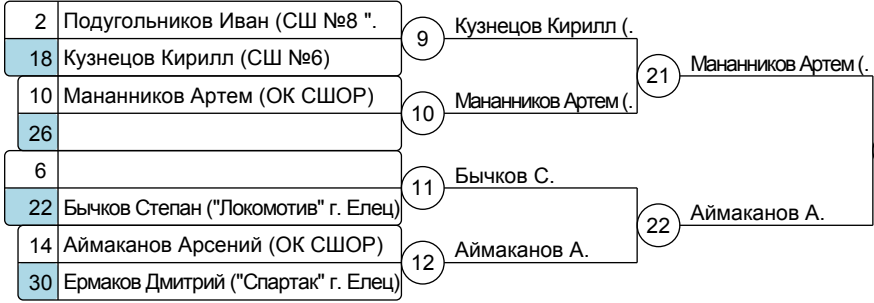 2 Подугольников Иван (СШ №8 ".
9 Кузнецов Кирилл (.
18 Кузнецов Кирилл (СШ №6)
21 Мананников Артем (.
10 Мананников Артем (ОК СШОР)
10 Мананников Артем (.
26
6
11 Бычков С.
22 Бычков Степан ("Локомотив" г. Елец)
22 Аймаканов А.
14 Аймаканов Арсений (ОК СШОР)
12 Аймаканов А.
30 Ермаков Дмитрий ("Спартак" г. Елец)